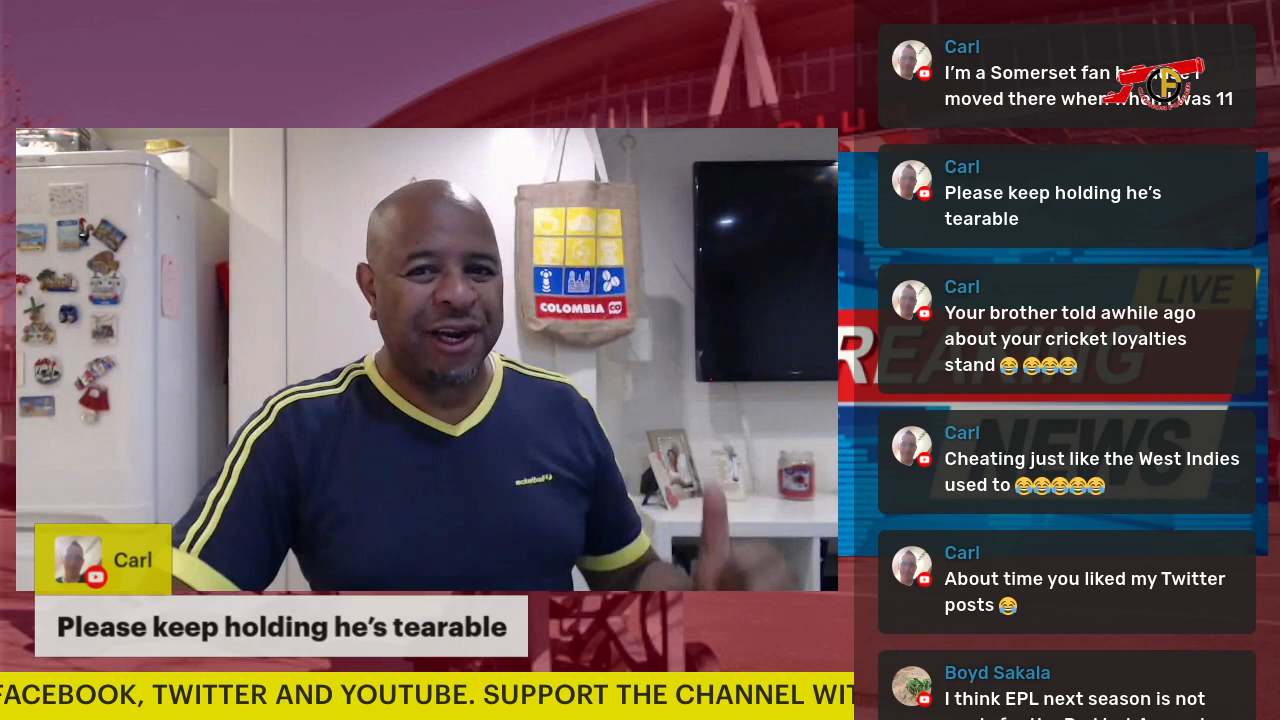 Carl
I’m a Somerset fan
moved there when was 11
Carl
Please keep holding he’s
tearable
Carl
Your brother told awhile ago
about your cricket loyalties
stand 😂 😂😂😂
Carl
Cheating just like the West Indies
used to 😂😂😂😂😂
Carl
About time you liked my Twitter
posts 😂
Boyd Sakala
I think EPL next season is not
LIVE
REAKING
NEWS
COLOMBIA CO
Carl
Please keep holding he’s tearable
FACEBOOK, TWITTER AND YOUTUBE. SUPPORT THE CHANNEL WIT